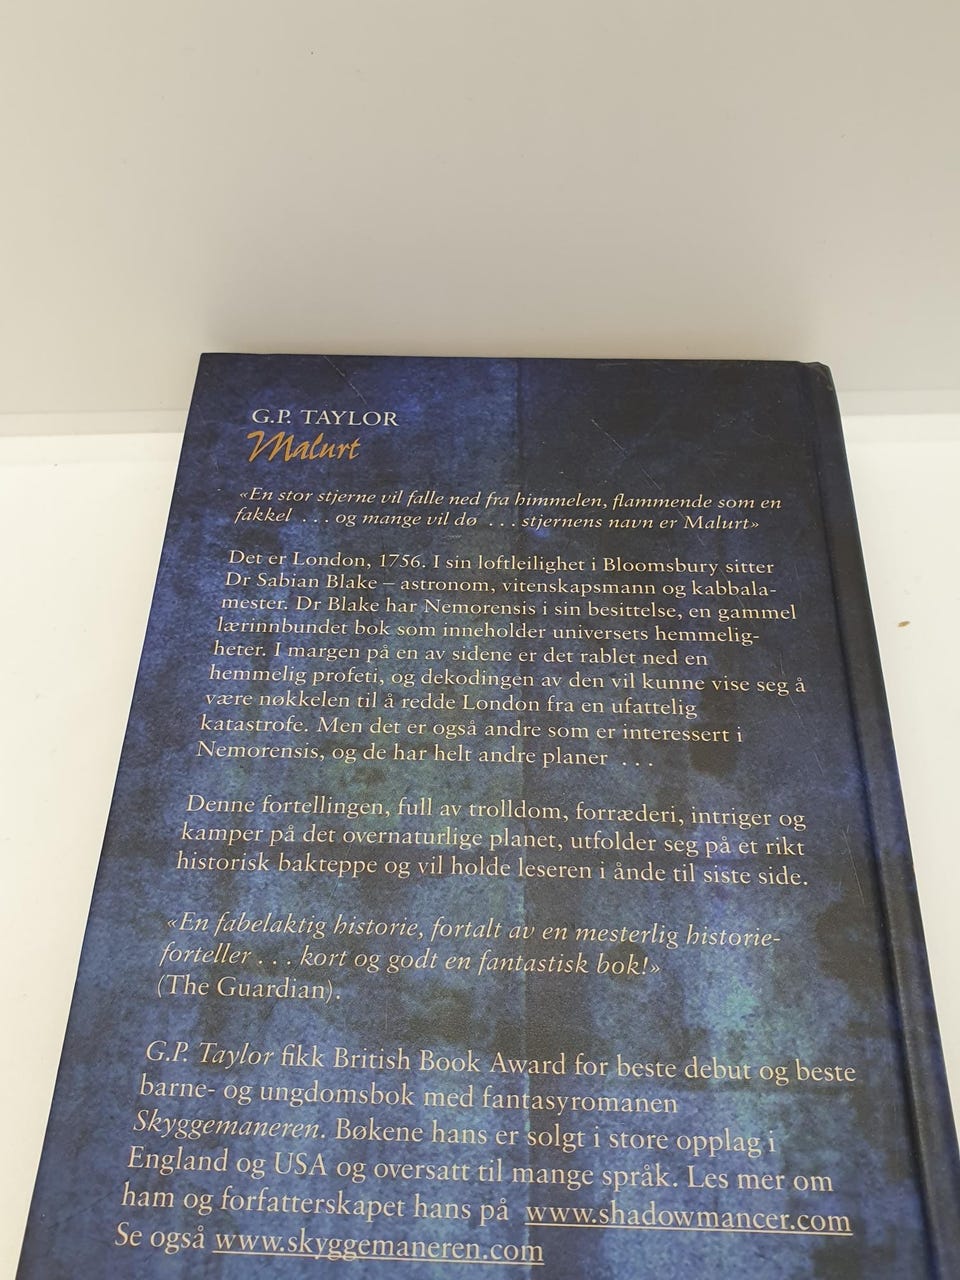 G.P. TAYLOR
Malurt
«En stor stjerne vil falle ned fra himmelen, flammende som en
fakkel . . . og mange vil dø . . . stjernens navn er Malurt»
Det er London, 1756. I sin loftleilighet i Bloomsbury sitter
Dr Sabian Blake – astronom, vitenskapsmann og kabbala-
mester. Dr Blake har Nemorensis i sin besittelse, en gammel
lærinnbundet bok som inneholder universets hemmelig-
heter. I margen på en av sidene er det rablet ned en
hemmelig profeti, og dekodingen av den vil kunne vise seg å
være nøkkelen til å redde London fra en ufattelig
katastrofe. Men det er også andre som er interessert i
Nemorensis, og de har helt andre planer . . .
Denne fortellingen, full av trolldom, forræderi, intriger og
kamper på det overnaturlige planet, utfolder seg på et rikt
historisk bakteppe og vil holde leseren i ånde til siste side.
«En fabelaktig historie, fortalt av en mesterlig historie-
forteller . . . kort og godt en fantastisk bok!»
(The Guardian).
G.P. Taylor fikk British Book Award for beste debut og beste
barne- og ungdomsbok med fantasyromanen
Skyggemaneren. Bøkene hans er solgt i store opplag i
England og USA og oversatt til mange språk. Les mer om
ham og forfatterskapet hans på www.shadowmancer.com
Se også www.skyggemaneren.com